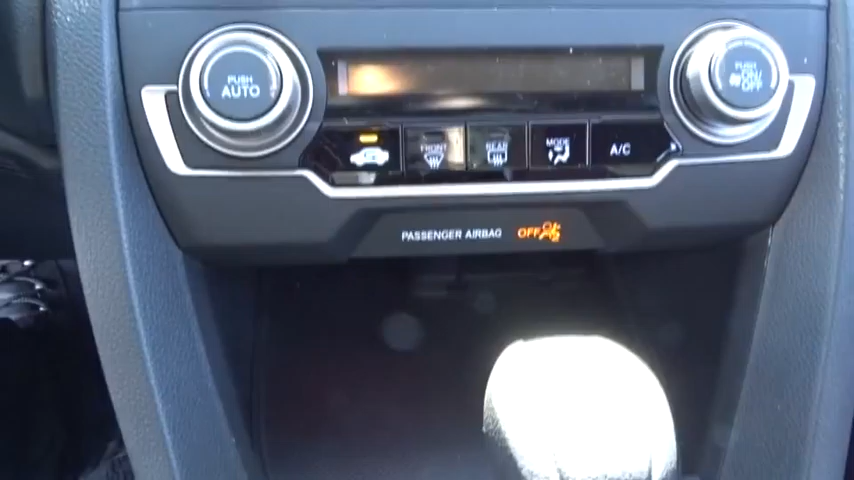 PUSH
AUTO
PUSH
ON/
OFF
FRONT
REAR
MODE
A/C
PASSENGER AIRBAG OFF